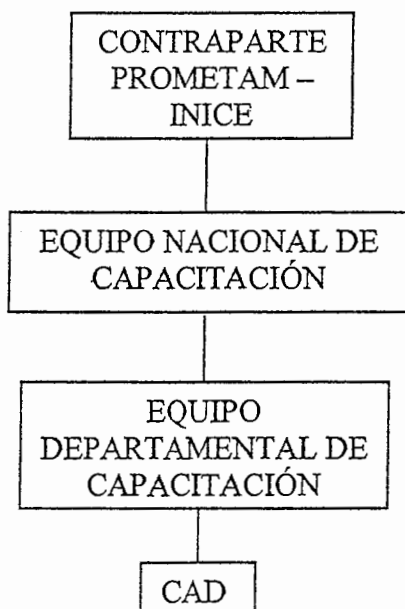 CONTRAPARTE
PROMETAM –
INICE
EQUIPO NACIONAL DE
CAPACITACIÓN
EQUIPO
DEPARTAMENTAL DE
CAPACITACIÓN
CAD